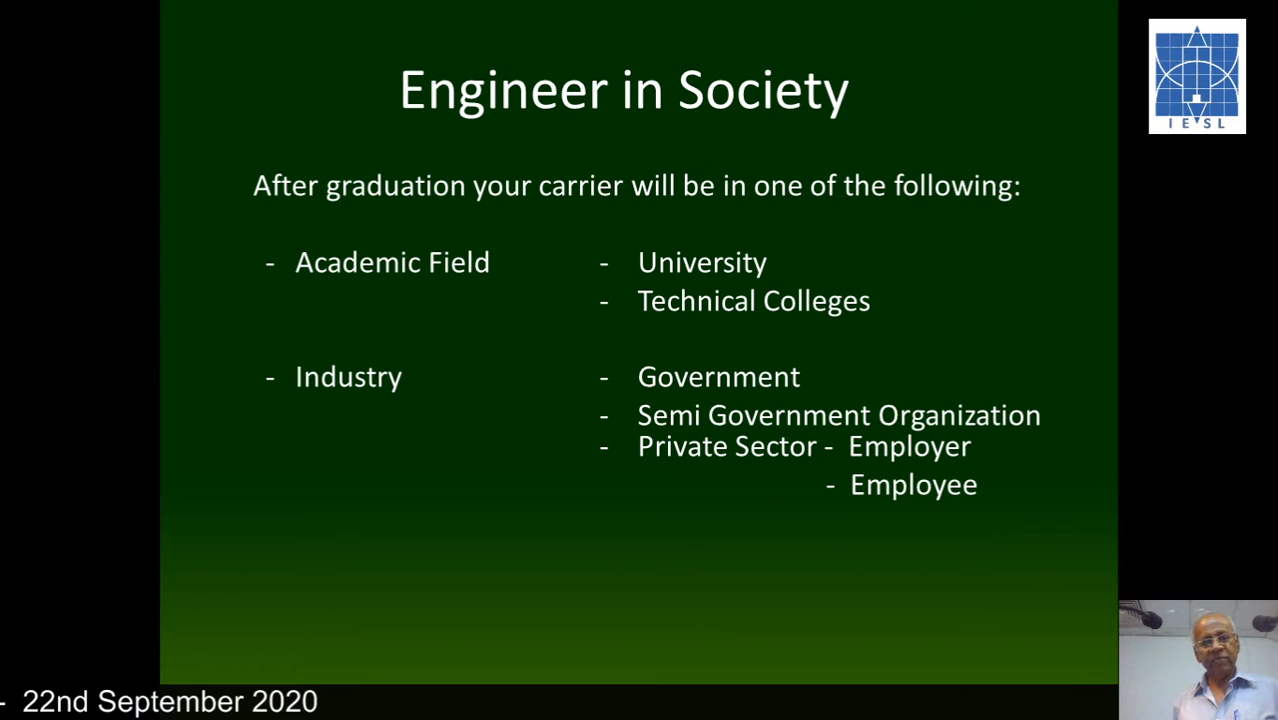 Engineer in Society
IESL
After graduation your carrier will be in one of the following:
- Academic Field - University
- Technical Colleges
- Industry - Government
- Semi Government Organization
- Private Sector - Employer
- Employee
- 22nd September 2020